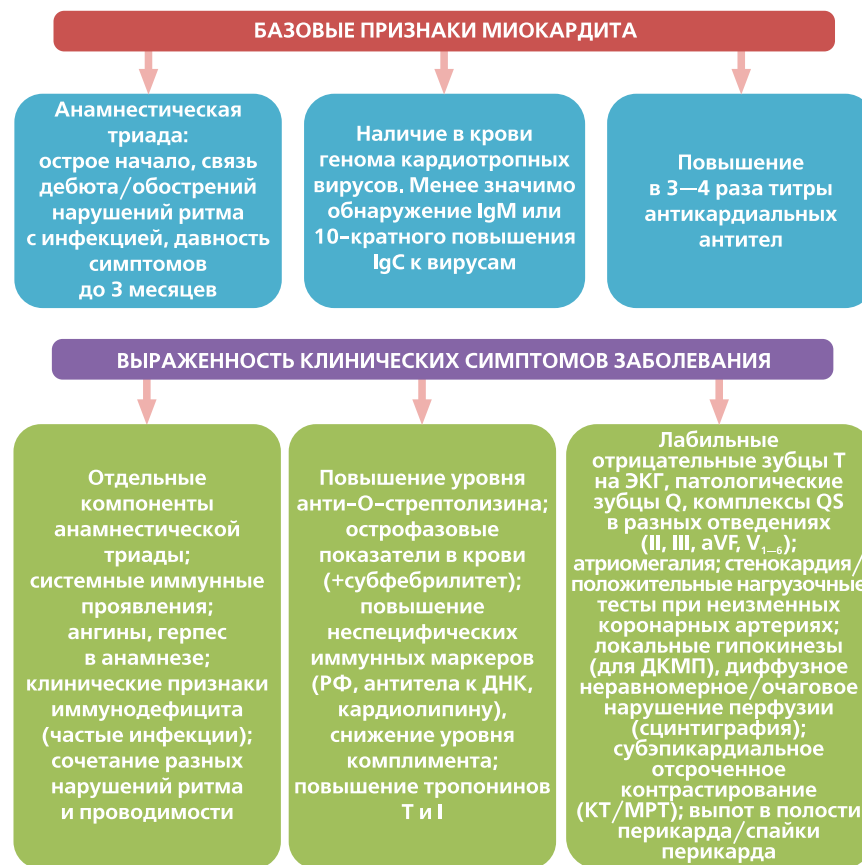 БАЗОВЫЕ ПРИЗНАКИ МИОКАРДИТА
Анамнестическая
триада:
острое начало, связь
дебюта/обострений
нарушений ритма
с инфекцией, давность
симптомов
до 3 месяцев
Наличие в крови
генома кардиотропных
вирусов. Менее значимо
обнаружение IgM или
10-кратного повышения
IgC к вирусам
Повышение
в 3—4 раза титры
антикардиальных
антител
ВЫРАЖЕННОСТЬ КЛИНИЧЕСКИХ СИМПТОМОВ ЗАБОЛЕВАНИЯ
Отдельные
компоненты
анамнестической
триады;
системные иммунные
проявления;
ангины, герпес
в анамнезе;
клинические признаки
иммунодефицита
(частые инфекции);
сочетание разных
нарушений ритма
и проводимости
Повышение уровня
анти-О-стрептолизина;
острофазовые
показатели в крови
(+субфебрилитет);
повышение
неспецифических
иммунных маркеров
(РФ, антитела к ДНК,
кардиолипину),
снижение уровня
комплимента;
повышение тропонинов
Т и I
Лабильные
отрицательные зубцы Т
на ЭКГ, патологические
зубцы Q, комплексы QS
в разных отведениях
(II, III, aVF, V₁₋₆);
атриомегалия; стенокардия/
положительные нагрузочные
тесты при неизменных
коронарных артериях;
локальные гипокинезы
(для ДКМП), диффузное
неравномерное/очаговое
нарушение перфузии
(сцинтиграфия);
субэпикардиальное
отсроченное
контрастирование
(КТ/МРТ); выпот в полости
перикарда/спайки
перикарда